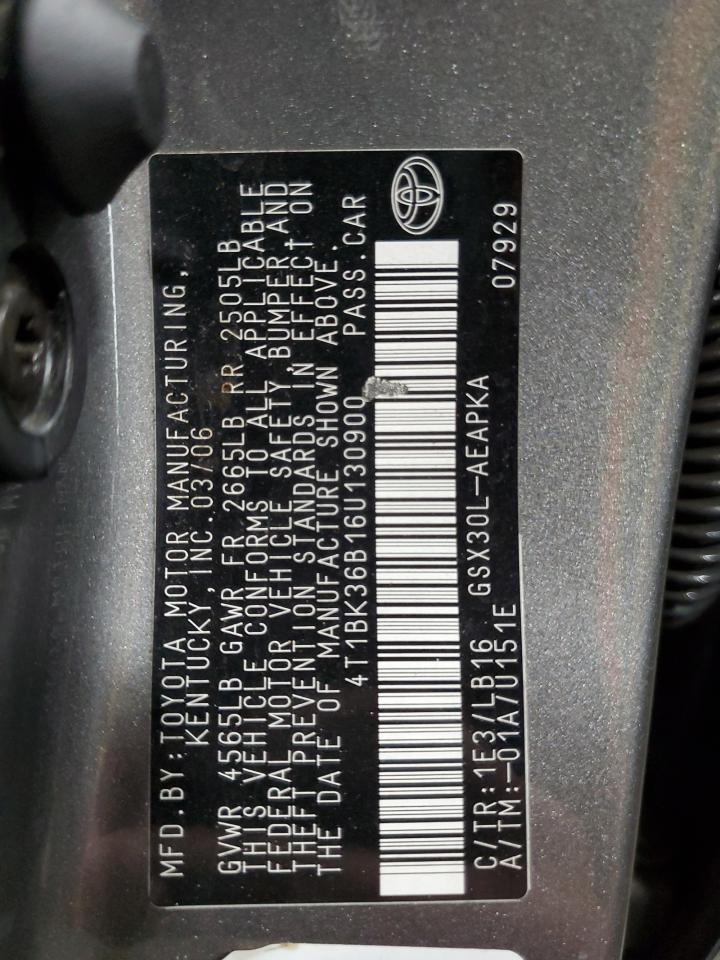 MFD.BY:TOYOTA MOTOR MANUFACTURING,
KENTUCKY, INC.03/06
GVWR 4565LB GAWR FR 2665LB RR 2505LB
THIS VEHICLE CONFORMS TO ALL APPLICABLE
FEDERAL MOTOR VEHICLE SAFETY,BUMPER,AND
THEFT PREVENTION STANDARDS IN EFFECT ON
THE DATE OF MANUFACTURE SHOWN ABOVE.
4T1BK36B16U130900 PASS.CAR
C/TR:1E3/LB16 GSX30L-AEAPKA 07929
A/TM:-01A/U151E